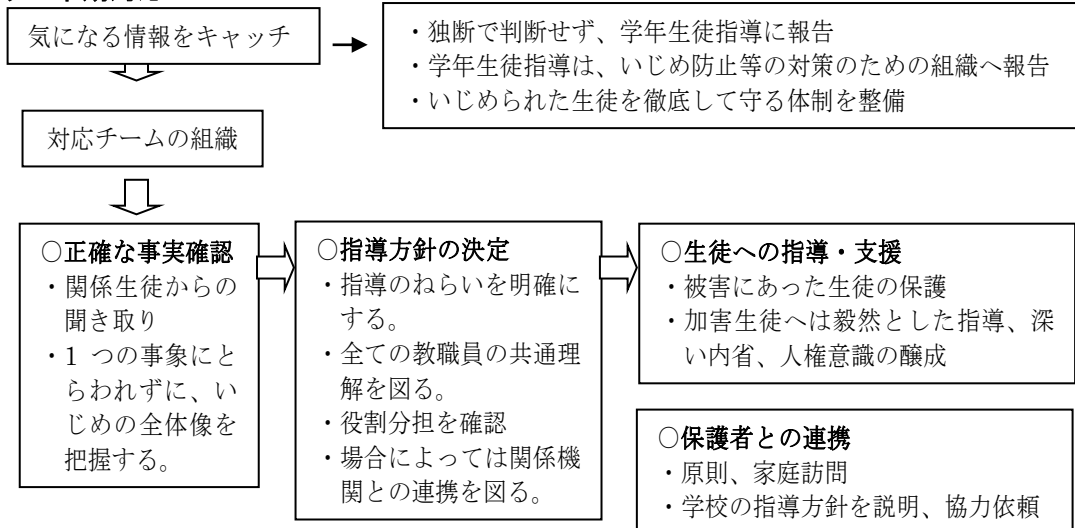 気になる情報をキャッチ
・独断で判断せず、学年生徒指導に報告
・学年生徒指導は、いじめ防止等の対策のための組織へ報告
・いじめられた生徒を徹底して守る体制を整備
対応チームの組織
○正確な事実確認
・関係生徒からの
聞き取り
・1 つの事象にと
らわれずに、い
じめの全体像を
把握する。
○指導方針の決定
・指導のねらいを明確に
する。
・全ての教職員の共通理
解を図る。
・役割分担を確認
・場合によっては関係機
関との連携を図る。
○生徒への指導・支援
・被害にあった生徒の保護
・加害生徒へは毅然とした指導、深
い内省、人権意識の醸成
○保護者との連携
・原則、家庭訪問
・学校の指導方針を説明、協力依頼